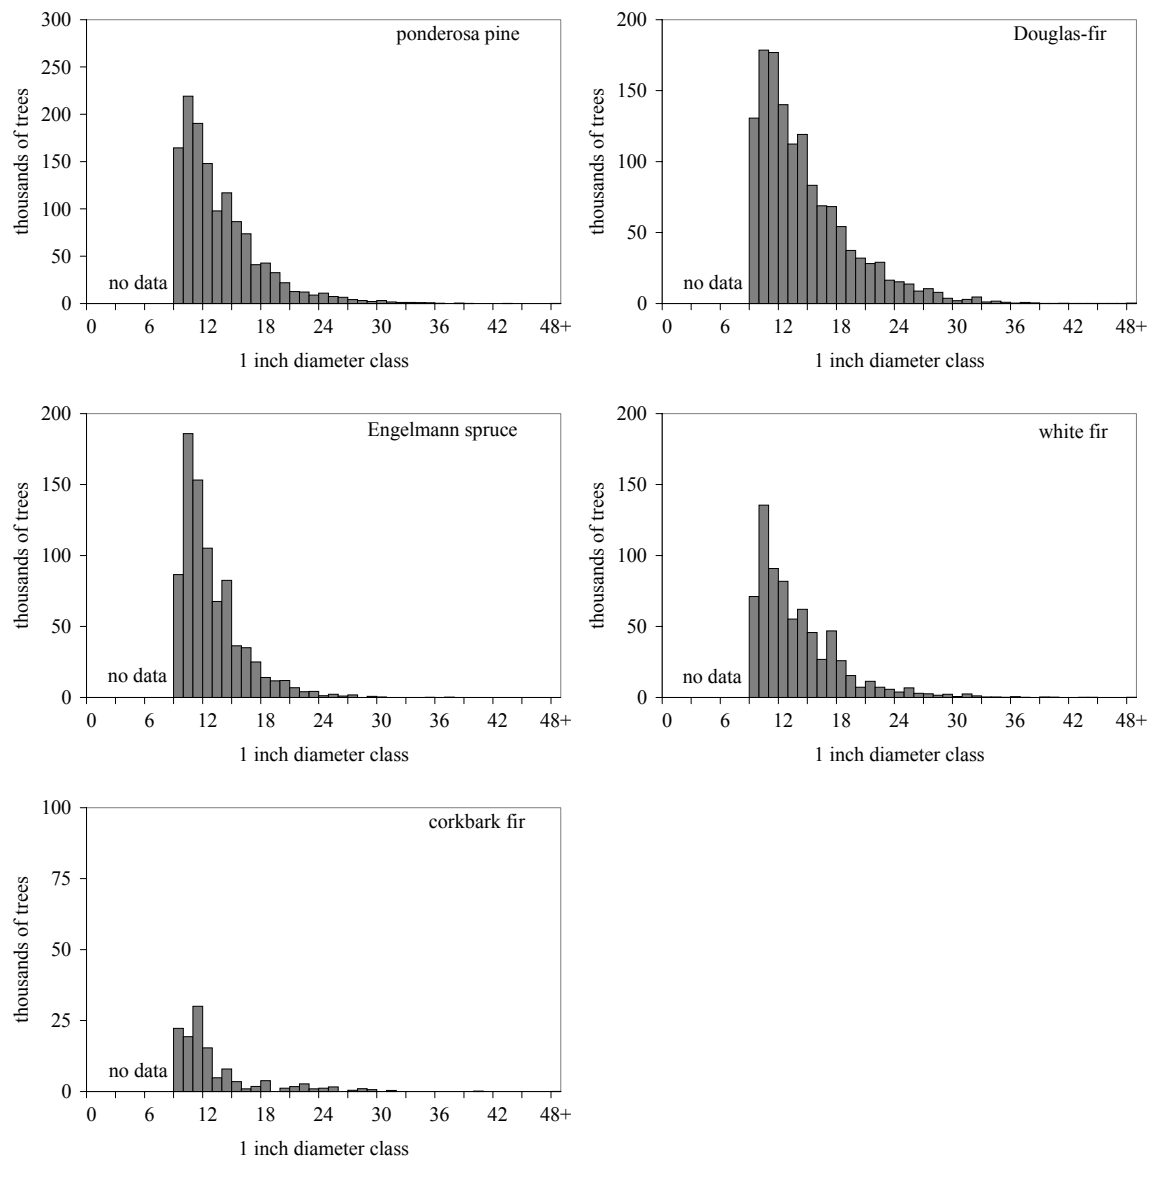 ponderosa pine
thousands of trees
300
250
200
150
100
50
0
no data
0 6 12 18 24 30 36 42 48+
1 inch diameter class
Douglas-fir
thousands of trees
200
150
100
50
0
no data
0 6 12 18 24 30 36 42 48+
1 inch diameter class
Engelmann spruce
thousands of trees
200
150
100
50
0
no data
0 6 12 18 24 30 36 42 48+
1 inch diameter class
white fir
thousands of trees
200
150
100
50
0
no data
0 6 12 18 24 30 36 42 48+
1 inch diameter class
corkbark fir
thousands of trees
100
75
50
25
0
no data
0 6 12 18 24 30 36 42 48+
1 inch diameter class